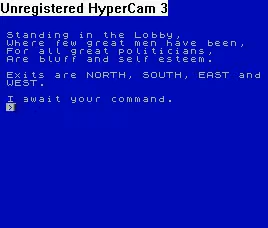 Unregistered HyperCam 3
Standing in the Lobby,
Where few great men have been,
For all great politicians,
Are bluff and self esteem.
Exits are NORTH, SOUTH, EAST and
WEST.
I await your command.
>